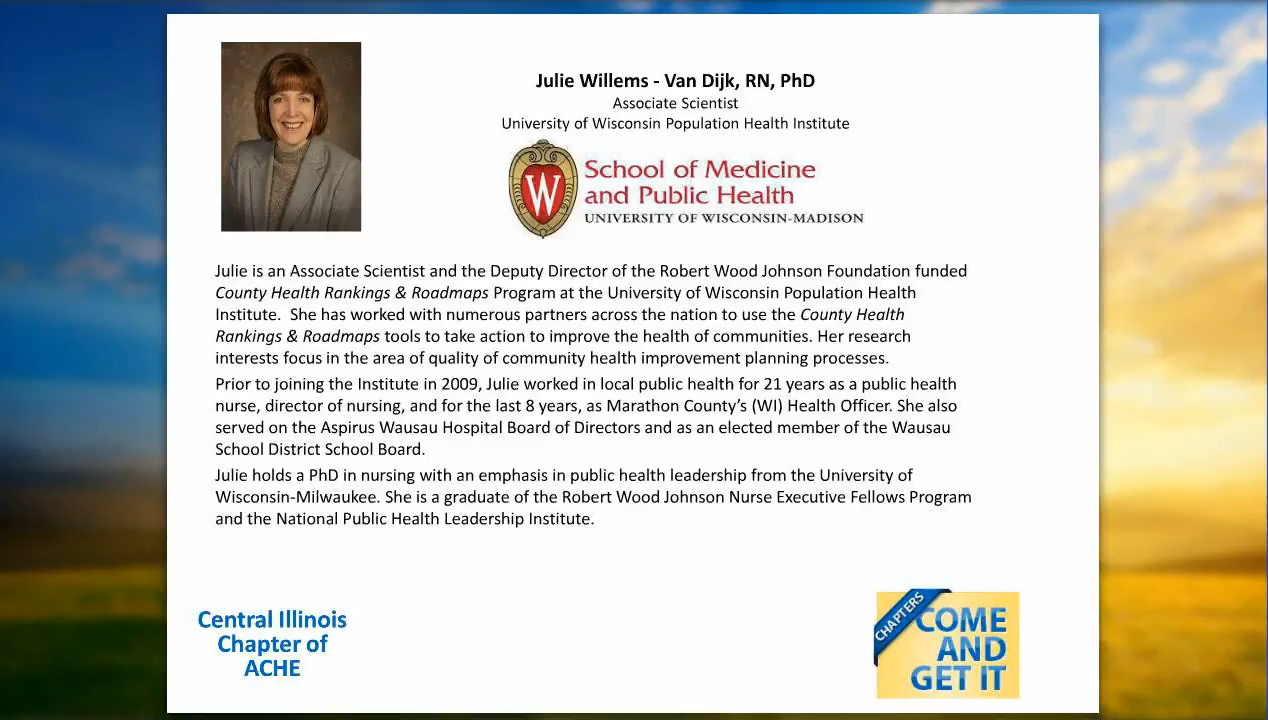 Julie Willems - Van Dijk, RN, PhD
Associate Scientist
University of Wisconsin Population Health Institute
W
School of Medicine
and Public Health
UNIVERSITY OF WISCONSIN-MADISON
Julie is an Associate Scientist and the Deputy Director of the Robert Wood Johnson Foundation funded
County Health Rankings & Roadmaps Program at the University of Wisconsin Population Health
Institute.  She has worked with numerous partners across the nation to use the County Health
Rankings & Roadmaps tools to take action to improve the health of communities. Her research
interests focus in the area of quality of community health improvement planning processes.
Prior to joining the Institute in 2009, Julie worked in local public health for 21 years as a public health
nurse, director of nursing, and for the last 8 years, as Marathon County’s (WI) Health Officer. She also
served on the Aspirus Wausau Hospital Board of Directors and as an elected member of the Wausau
School District School Board.
Julie holds a PhD in nursing with an emphasis in public health leadership from the University of
Wisconsin-Milwaukee. She is a graduate of the Robert Wood Johnson Nurse Executive Fellows Program
and the National Public Health Leadership Institute.
Central Illinois
Chapter of
ACHE
CHAPTERS
COME
AND
GET IT